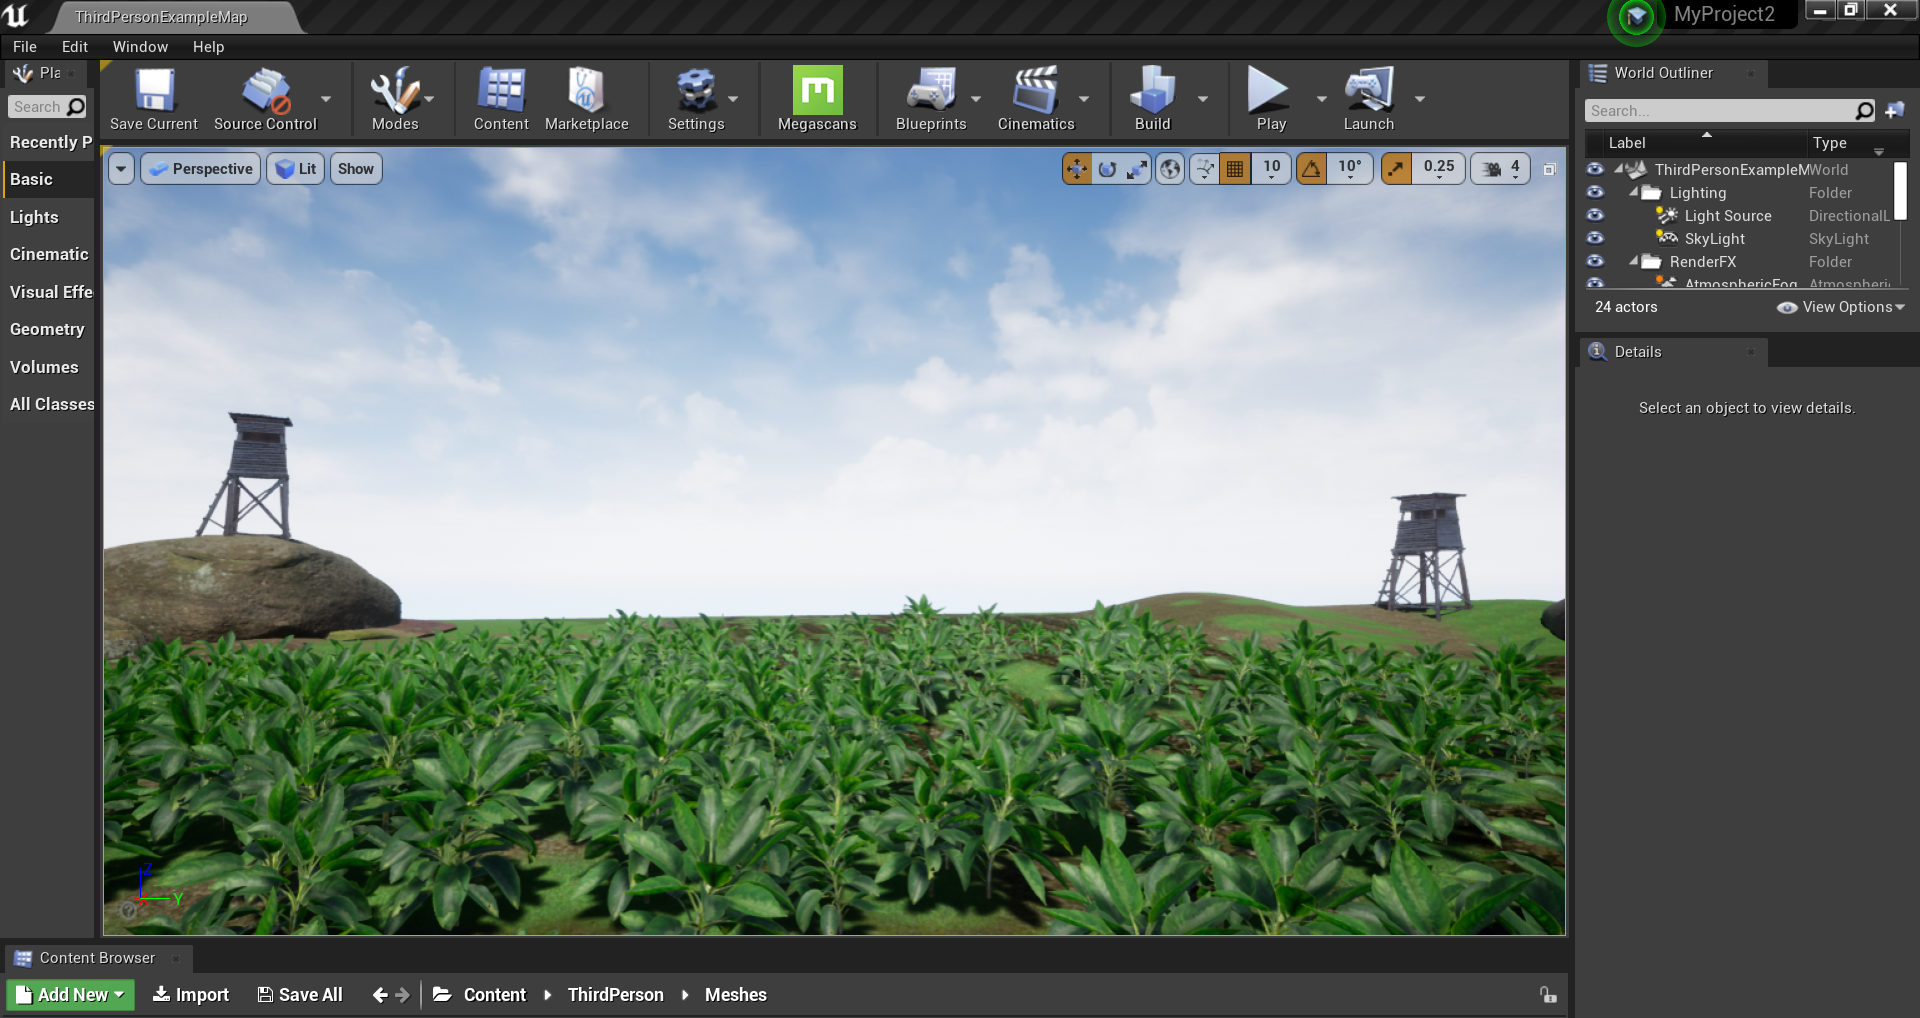 ThirdPersonExampleMap
MyProject2
File Edit Window Help
Pla
Search
Recently P
Basic
Lights
Cinematic
Visual Effe
Geometry
Volumes
All Classes
Save Current Source Control Modes Content Marketplace Settings Megascans Blueprints Cinematics Build Play Launch
Perspective Lit Show
10 10° 0.25 4
Z
Y
World Outliner
Search...
Label Type
ThirdPersonExampleM World
Lighting Folder
Light Source DirectionalL
SkyLight SkyLight
RenderFX Folder
AtmosphericFog Atmospheri
24 actors View Options
Details
Select an object to view details.
Content Browser
Add New Import Save All Content ThirdPerson Meshes